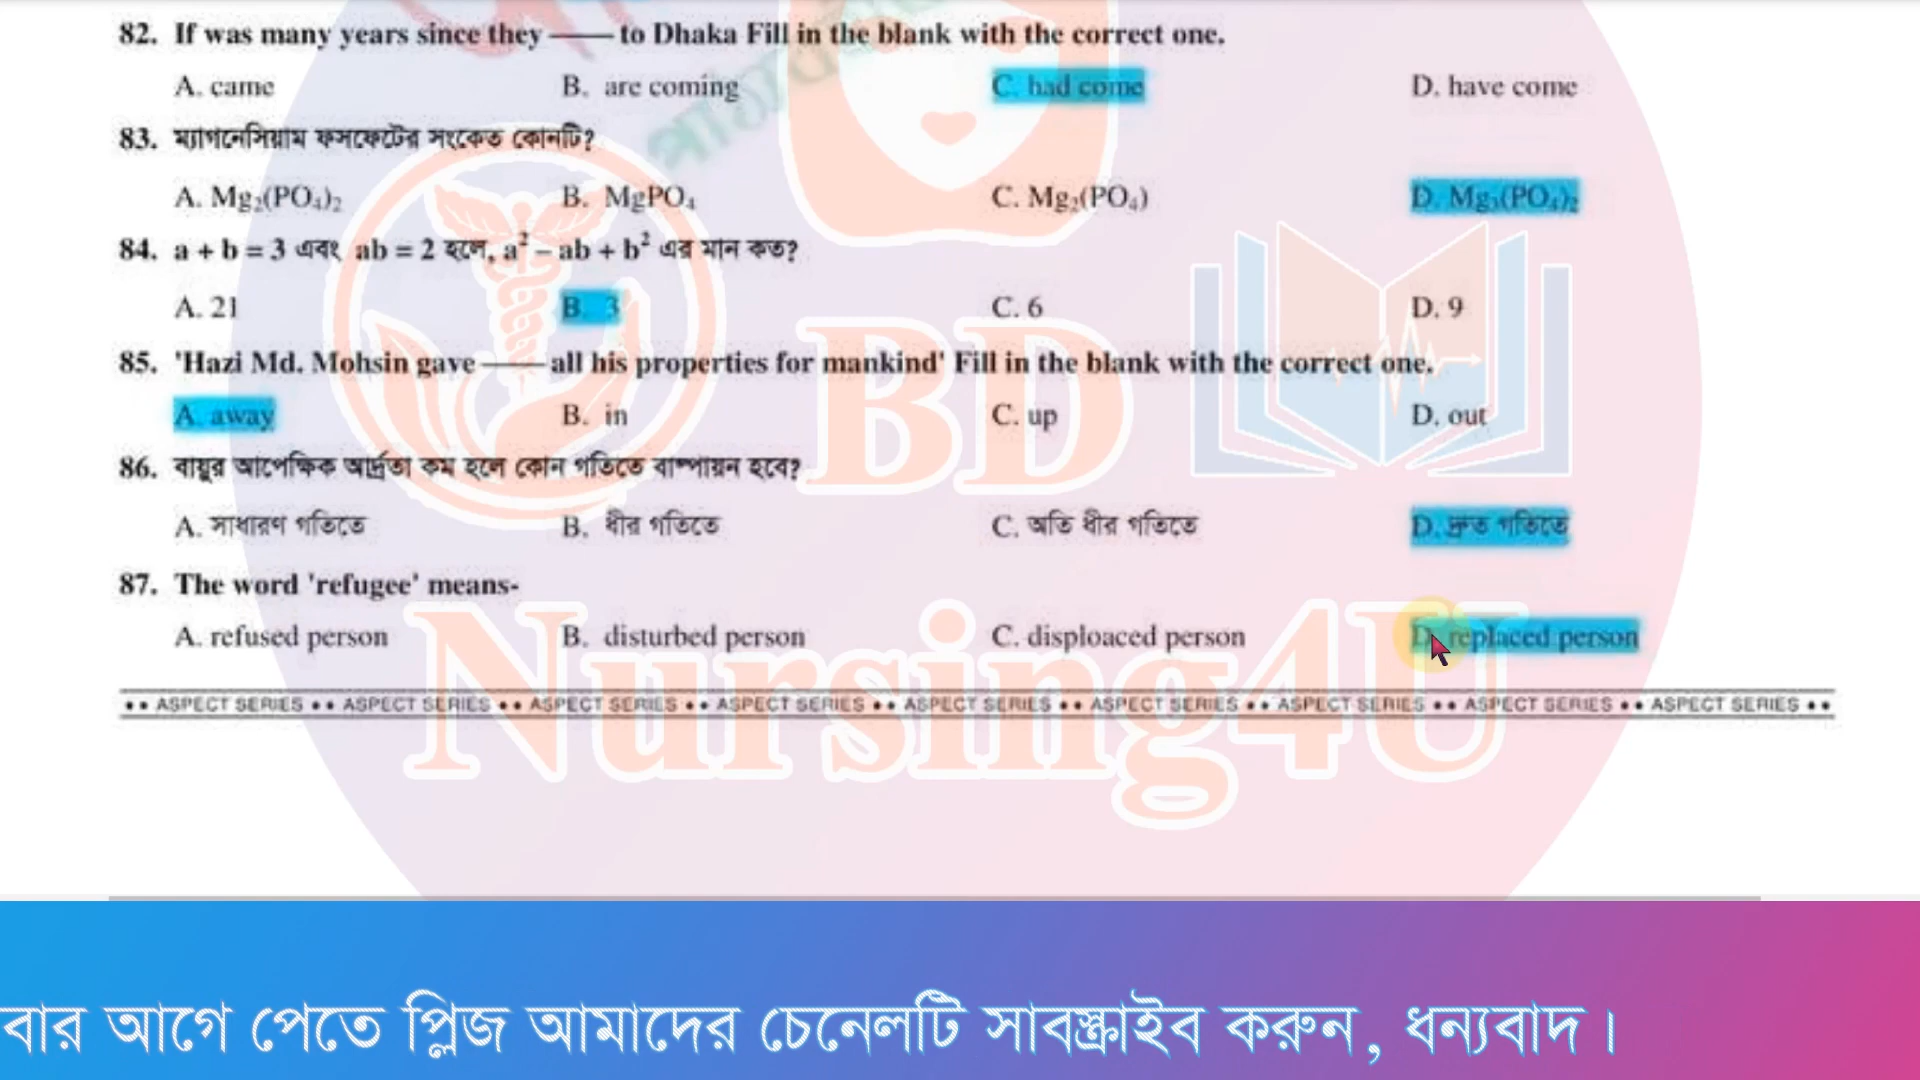 82. If was many years since they —— to Dhaka Fill in the blank with the correct one.
A. came B. are coming C. had come D. have come
83. ম্যাগনেসিয়াম ফসফেটের সংকেত কোনটি?
A. Mg₂(PO₄)₂ B. MgPO₄ C. Mg₂(PO₄) D. Mg₃(PO₄)₂
84. a + b = 3 এবং ab = 2 হলে, a² – ab + b² এর মান কত?
A. 21 B. 3 C. 6 D. 9
85. 'Hazi Md. Mohsin gave —— all his properties for mankind' Fill in the blank with the correct one.
A. away B. in C. up D. out
86. বায়ুর আপেক্ষিক আর্দ্রতা কম হলে কোন গতিতে বাষ্পায়ন হবে?
A. সাধারণ গতিতে B. ধীর গতিতে C. অতি ধীর গতিতে D. দ্রুত গতিতে
87. The word 'refugee' means-
A. refused person B. disturbed person C. disploaced person D. replaced person
•• ASPECT SERIES •• ASPECT SERIES •• ASPECT SERIES •• ASPECT SERIES •• ASPECT SERIES •• ASPECT SERIES •• ASPECT SERIES •• ASPECT SERIES •• ASPECT SERIES ••
BD
Nursing4U
বার আগে পেতে প্লিজ আমাদের চেনেলটি সাবস্ক্রাইব করুন, ধন্যবাদ।